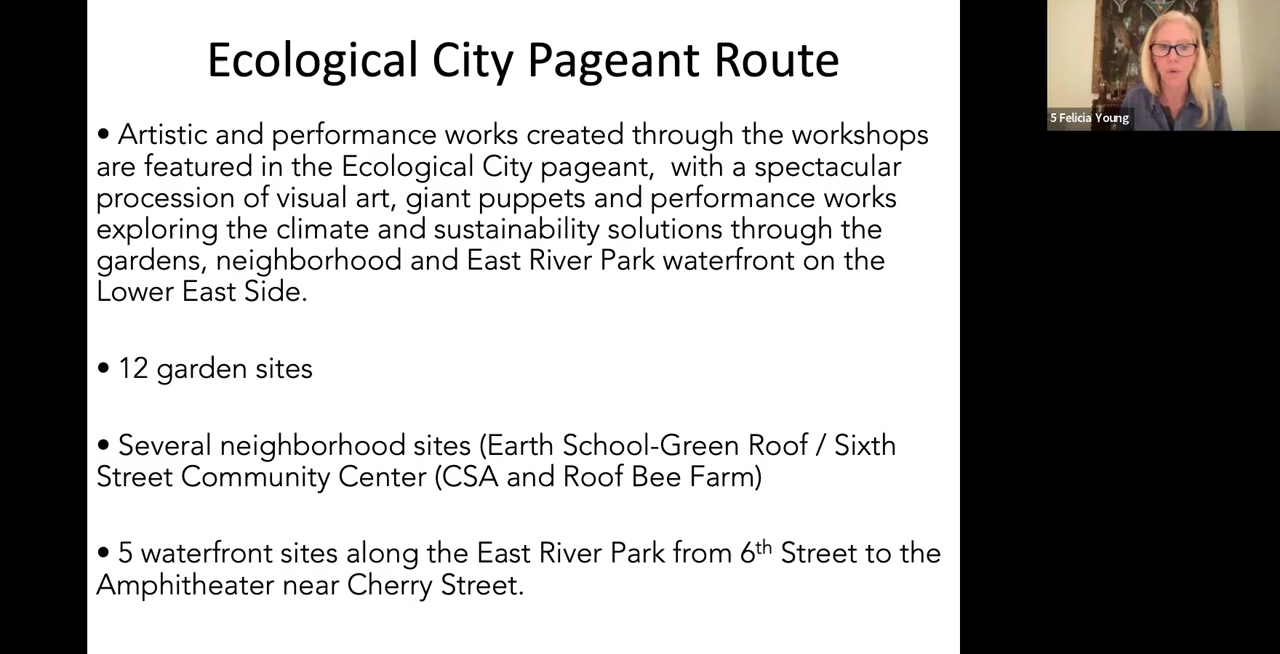 Ecological City Pageant Route
• Artistic and performance works created through the workshops
are featured in the Ecological City pageant,  with a spectacular
procession of visual art, giant puppets and performance works
exploring the climate and sustainability solutions through the
gardens, neighborhood and East River Park waterfront on the
Lower East Side.
• 12 garden sites
• Several neighborhood sites (Earth School-Green Roof / Sixth
Street Community Center (CSA and Roof Bee Farm)
• 5 waterfront sites along the East River Park from 6th Street to the
Amphitheater near Cherry Street.
5 Felicia Young